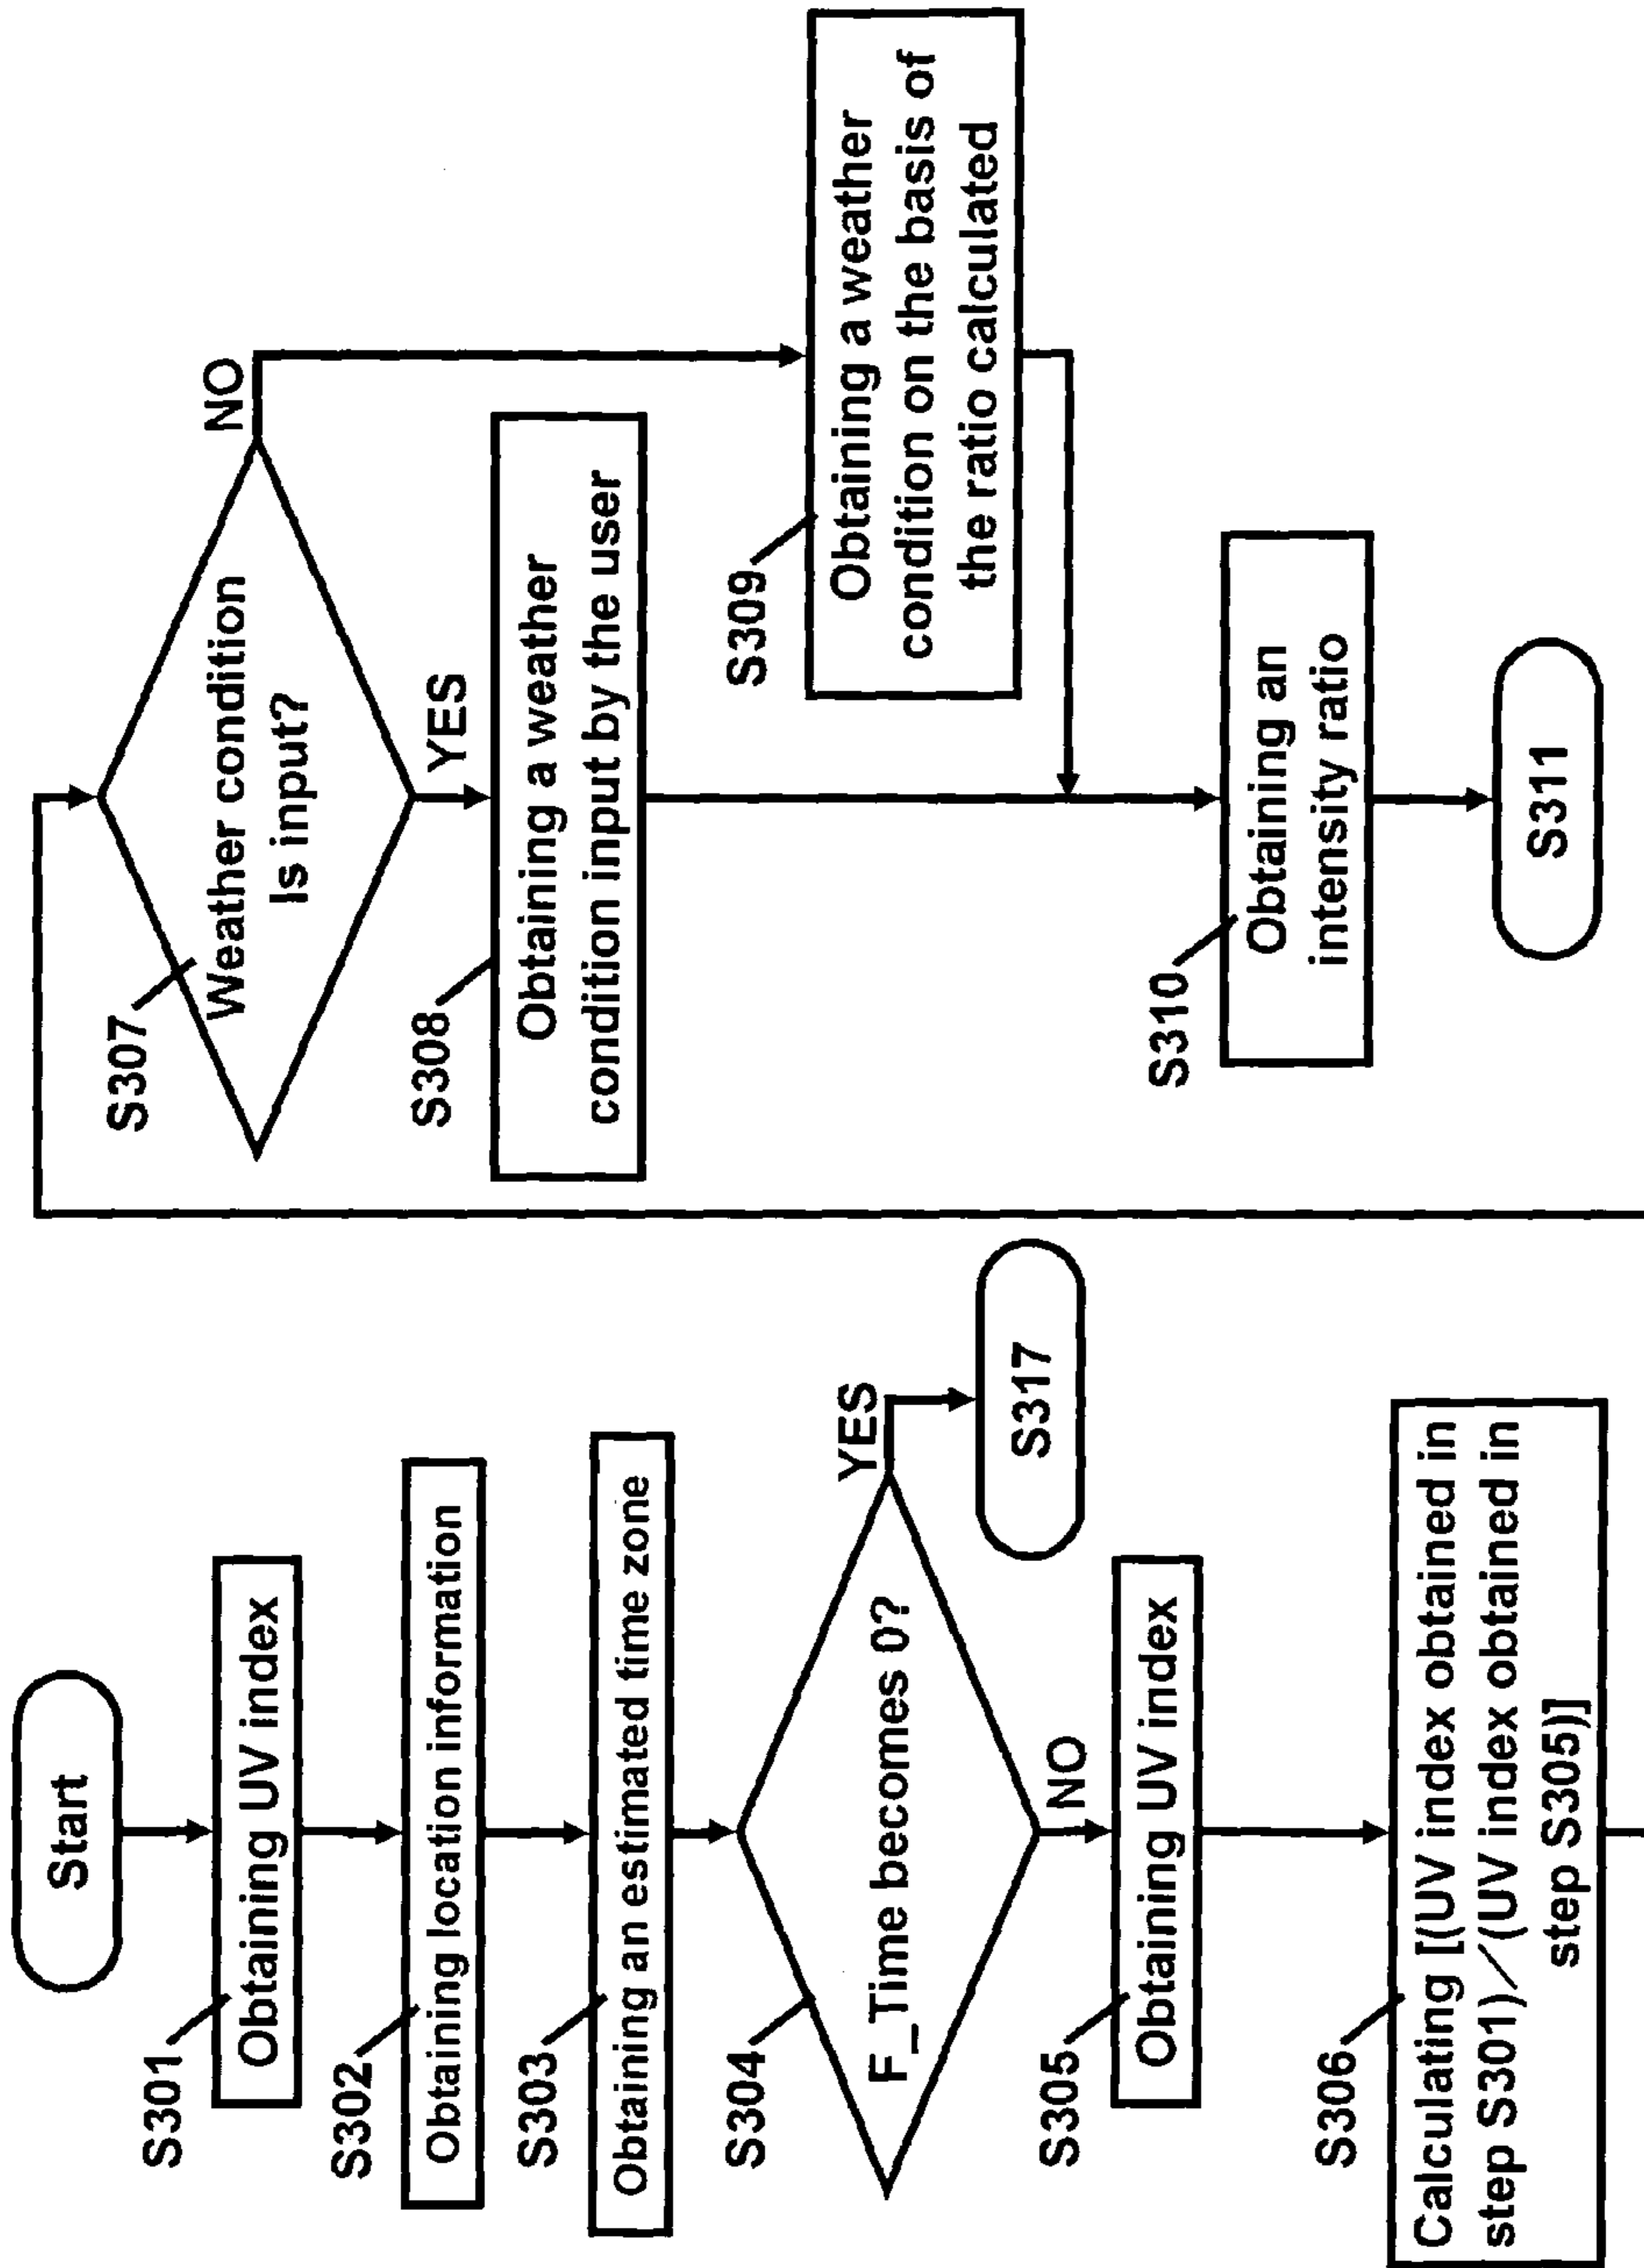 Start
S301
Obtaining UV index
S302
Obtaining location information
S303
Obtaining an estimated time zone
S304
F_Time becomes 0?
YES
S317
NO
S305
Obtaining UV index
S306
Calculating [(UV index obtained in
step S301)/(UV index obtained in
step S305)]
S307
Weather condition
Is input?
NO
YES
S308
Obtaining a weather
condition input by the user
S309
Obtaining a weather
condition on the basis of
the ratio calculated
S310
Obtaining an
intensity ratio
S311